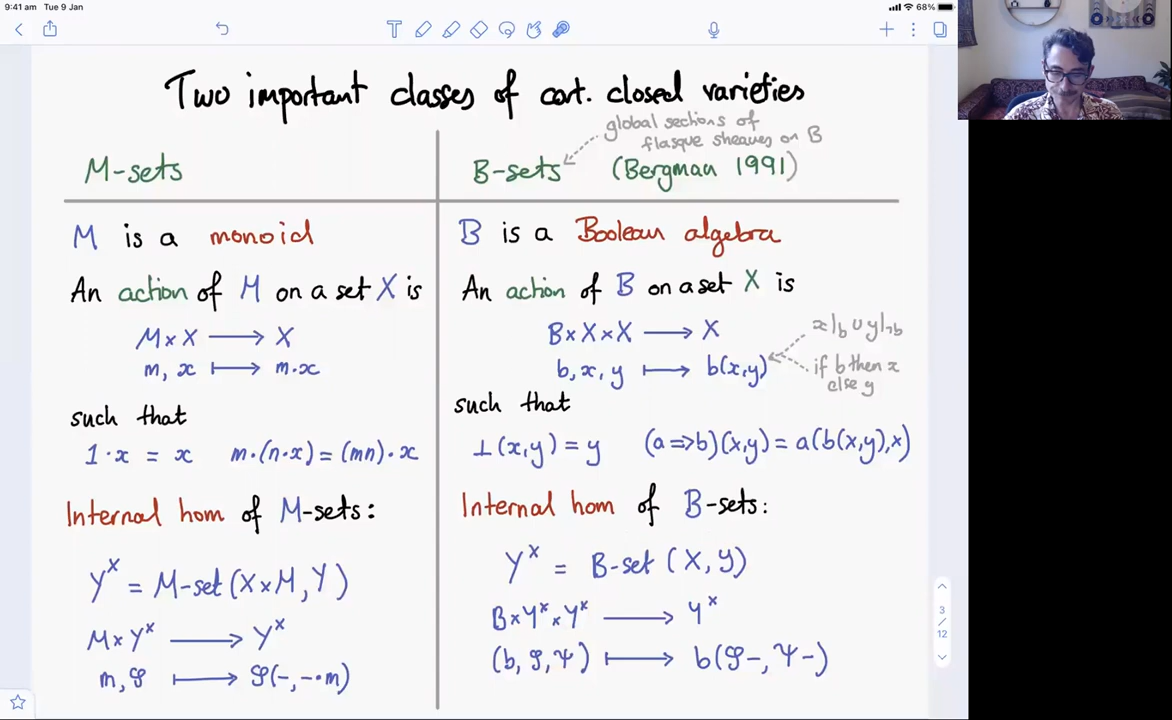 9:41 am Tue 9 Jan
68%
Two important classes of cart. closed varieties
global sections of
flasque sheaves on B
M-sets
B-sets (Bergman 1991)
M is a monoid
An action of M on a set X is
M×X ⟶ X
m, x ⟼ m·x
such that
1·x = x m·(n·x) = (mn)·x
Internal hom of M-sets:
Y^X = M-set(X×M, Y)
M×Y^X ⟶ Y^X
m, φ ⟼ φ(-, -·m)
B is a Boolean algebra
An action of B on a set X is
B×X×X ⟶ X
b, x, y ⟼ b(x,y)
x|b ∪ y|¬b
if b then x
else y
such that
⊥(x,y) = y (a⇒b)(x,y) = a(b(x,y),x)
Internal hom of B-sets:
Y^X = B-set(X, Y)
B×Y^X×Y^X ⟶ Y^X
(b, φ, ψ) ⟼ b(φ-, ψ-)
3
/
12